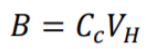 B = C_c V_H